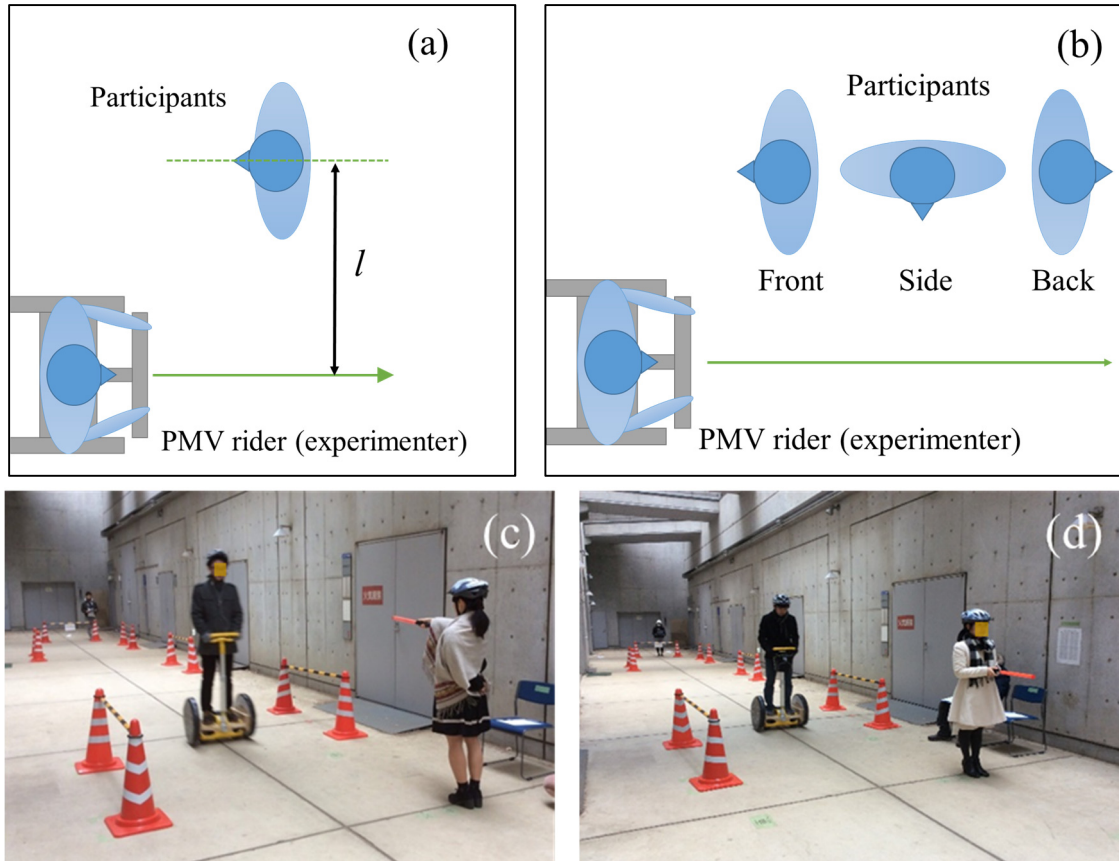 (a)
Participants
l
PMV rider (experimenter)
(b)
Participants
Front
Side
Back
PMV rider (experimenter)
(c)
(d)